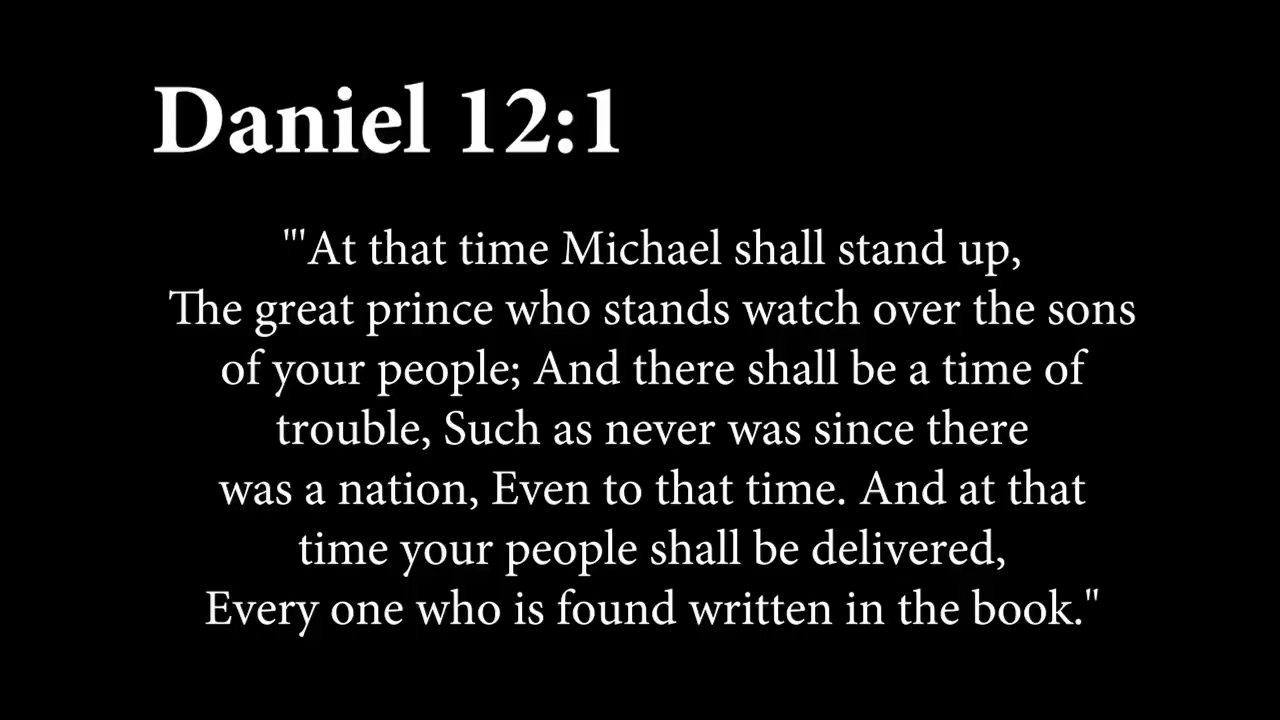 Daniel 12:1
"'At that time Michael shall stand up,
The great prince who stands watch over the sons
of your people; And there shall be a time of
trouble, Such as never was since there
was a nation, Even to that time. And at that
time your people shall be delivered,
Every one who is found written in the book."